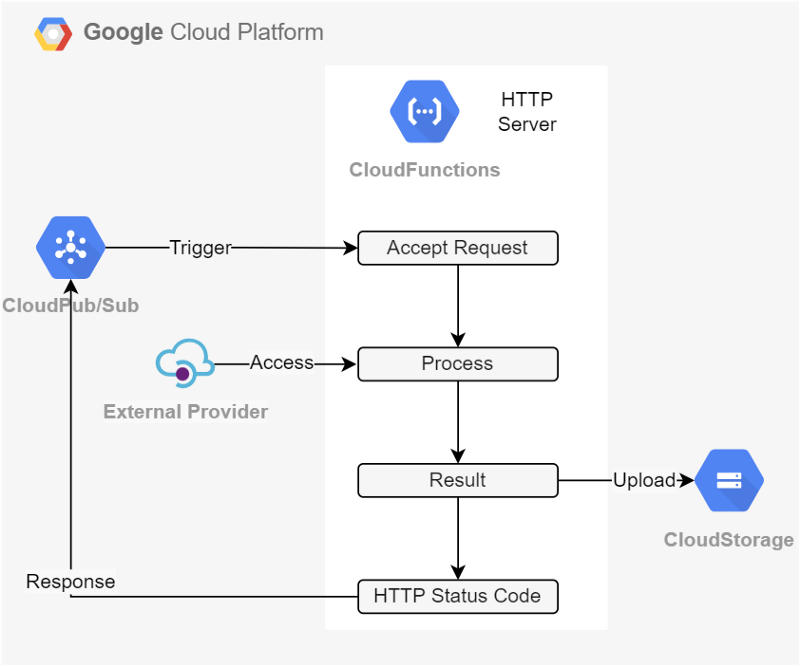 Google Cloud Platform
HTTP
Server
CloudFunctions
Trigger
Accept Request
CloudPub/Sub
Access
Process
External Provider
Result
Upload
CloudStorage
Response
HTTP Status Code